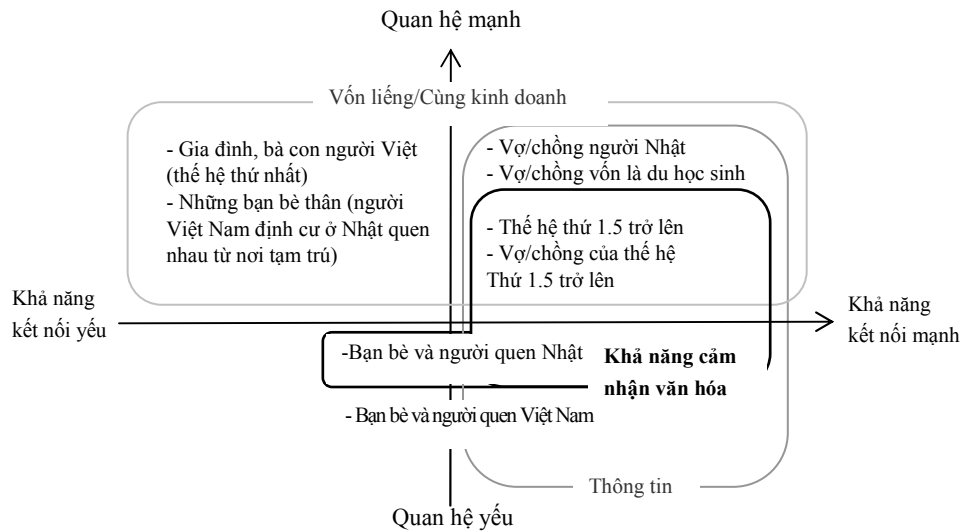 Quan hệ mạnh
Vốn liếng/Cùng kinh doanh
- Gia đình, bà con người Việt
(thế hệ thứ nhất)
- Những bạn bè thân (người
Việt Nam định cư ở Nhật quen
nhau từ nơi tạm trú)
- Vợ/chồng người Nhật
- Vợ/chồng vốn là du học sinh
- Thế hệ thứ 1.5 trở lên
- Vợ/chồng của thế hệ
Thứ 1.5 trở lên
Khả năng
kết nối yếu
Khả năng
kết nối mạnh
-Bạn bè và người quen Nhật
Khả năng cảm
nhận văn hóa
- Bạn bè và người quen Việt Nam
Thông tin
Quan hệ yếu